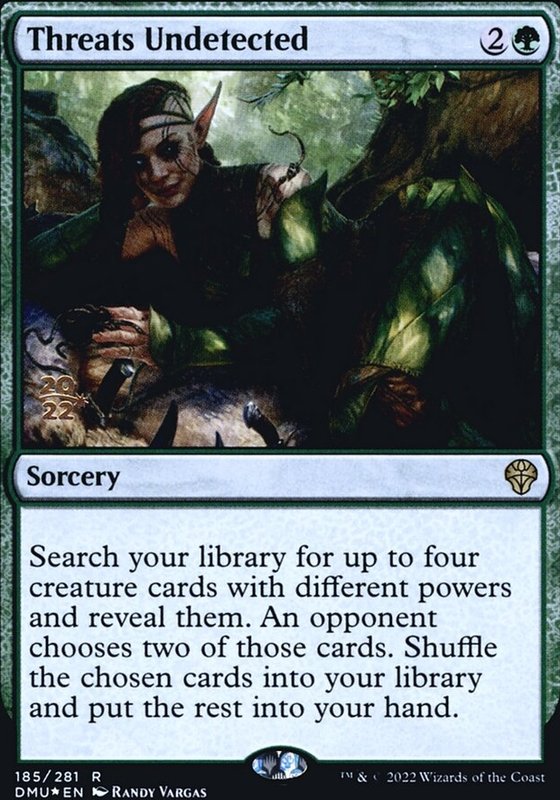 Threats Undetected 2
20
22
Sorcery
Search your library for up to four
creature cards with different powers
and reveal them. An opponent
chooses two of those cards. Shuffle
the chosen cards into your library
and put the rest into your hand.
185/281 R
DMU★EN Randy Vargas
™ & © 2022 Wizards of the Coast